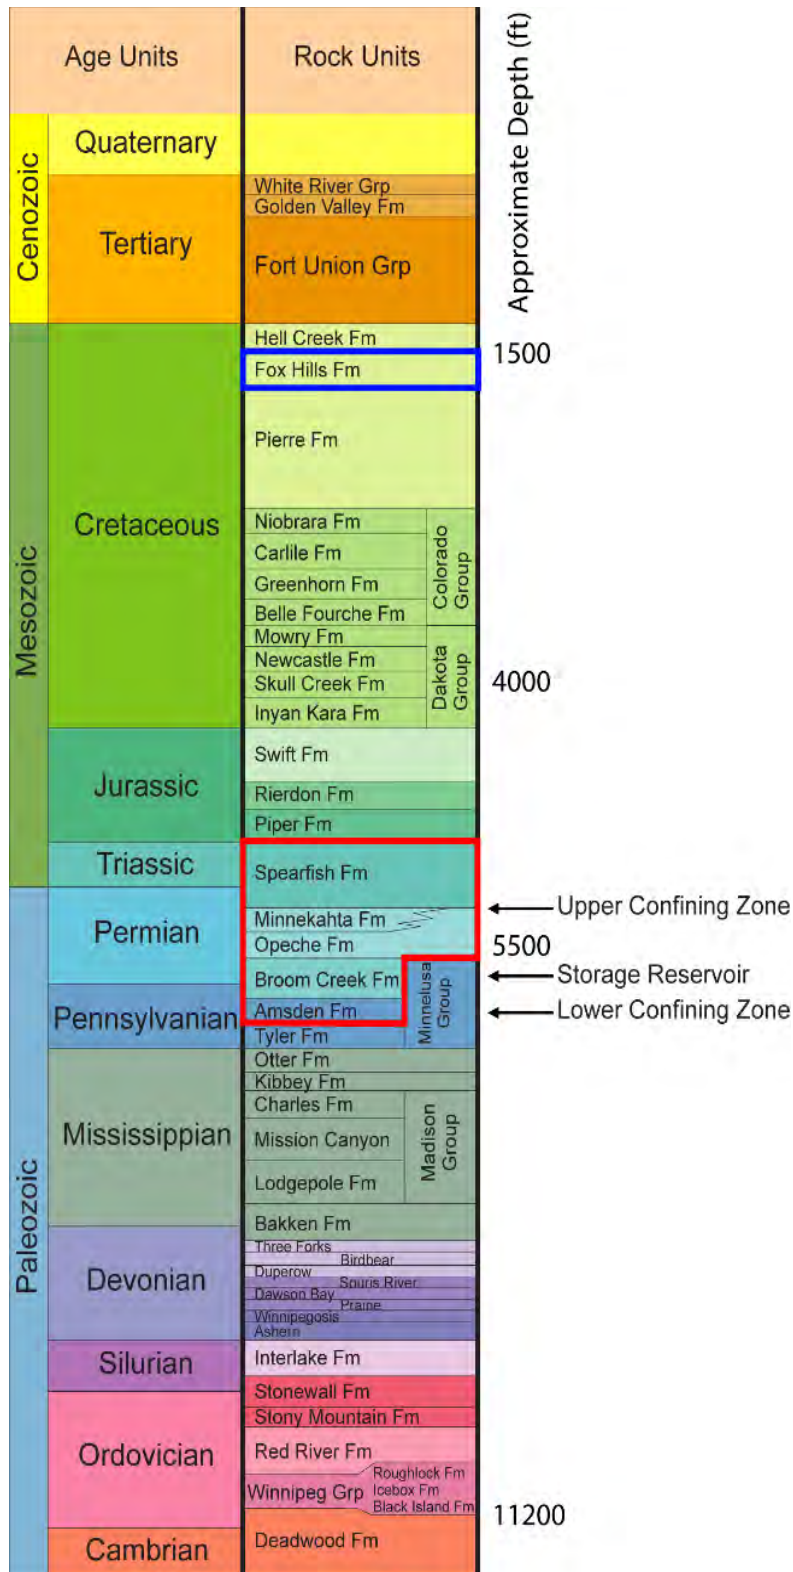 Age Units
Rock Units
Approximate Depth (ft)
Cenozoic
Quaternary
Tertiary
White River Grp
Golden Valley Fm
Fort Union Grp
Mesozoic
Cretaceous
Hell Creek Fm
1500
Fox Hills Fm
Pierre Fm
Niobrara Fm
Carlile Fm
Greenhorn Fm
Belle Fourche Fm
Colorado
Group
Mowry Fm
Newcastle Fm
Skull Creek Fm
Inyan Kara Fm
Dakota
Group
4000
Jurassic
Swift Fm
Rierdon Fm
Piper Fm
Triassic
Spearfish Fm
Paleozoic
Permian
Upper Confining Zone
Minnekahta Fm
Opeche Fm
5500
Broom Creek Fm
Storage Reservoir
Pennsylvanian
Amsden Fm
Lower Confining Zone
Tyler Fm
Minnelusa
Group
Mississippian
Otter Fm
Kibbey Fm
Charles Fm
Mission Canyon
Lodgepole Fm
Madison
Group
Bakken Fm
Devonian
Three Forks
Birdbear
Duperow
Souris River
Dawson Bay
Praine
Winnipegosis
Ashern
Silurian
Interlake Fm
Stonewall Fm
Ordovician
Stony Mountain Fm
Red River Fm
Winnipeg Grp
Roughlock Fm
Icebox Fm
Black Island Fm
11200
Cambrian
Deadwood Fm